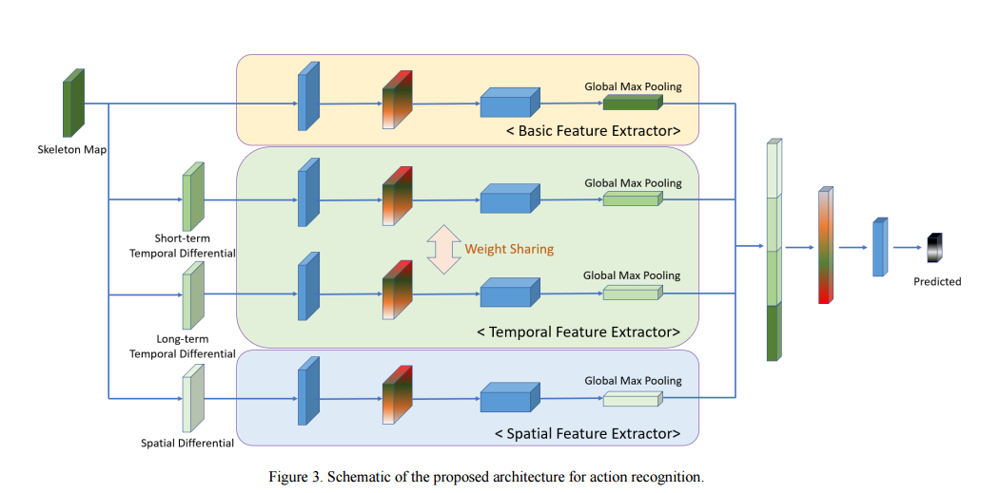 Skeleton Map
Global Max Pooling
< Basic Feature Extractor>
Short-term
Temporal Differential
Global Max Pooling
Weight Sharing
Long-term
Temporal Differential
Global Max Pooling
< Temporal Feature Extractor>
Spatial Differential
Global Max Pooling
< Spatial Feature Extractor>
Predicted
Figure 3. Schematic of the proposed architecture for action recognition.